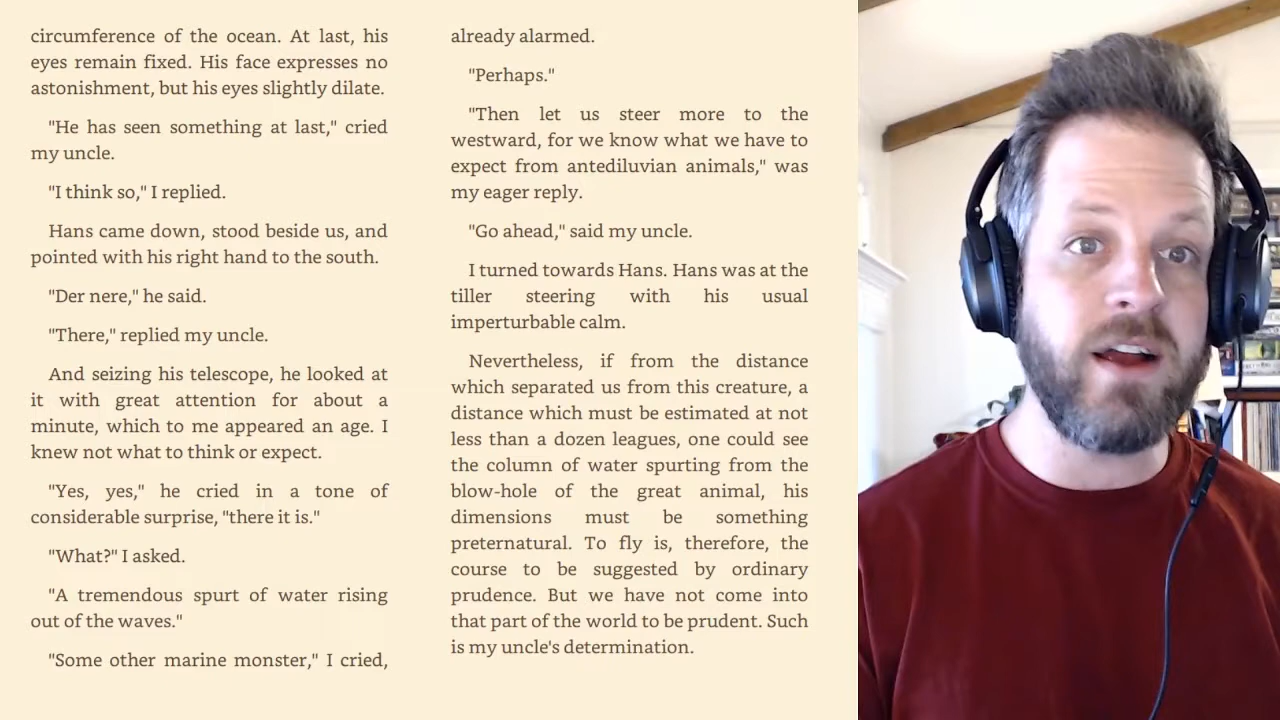 circumference of the ocean. At last, his
eyes remain fixed. His face expresses no
astonishment, but his eyes slightly dilate.
"He has seen something at last," cried
my uncle.
"I think so," I replied.
Hans came down, stood beside us, and
pointed with his right hand to the south.
"Der nere," he said.
"There," replied my uncle.
And seizing his telescope, he looked at
it with great attention for about a
minute, which to me appeared an age. I
knew not what to think or expect.
"Yes, yes," he cried in a tone of
considerable surprise, "there it is."
"What?" I asked.
"A tremendous spurt of water rising
out of the waves."
"Some other marine monster," I cried,
already alarmed.
"Perhaps."
"Then let us steer more to the
westward, for we know what we have to
expect from antediluvian animals," was
my eager reply.
"Go ahead," said my uncle.
I turned towards Hans. Hans was at the
tiller steering with his usual
imperturbable calm.
Nevertheless, if from the distance
which separated us from this creature, a
distance which must be estimated at not
less than a dozen leagues, one could see
the column of water spurting from the
blow-hole of the great animal, his
dimensions must be something
preternatural. To fly is, therefore, the
course to be suggested by ordinary
prudence. But we have not come into
that part of the world to be prudent. Such
is my uncle's determination.